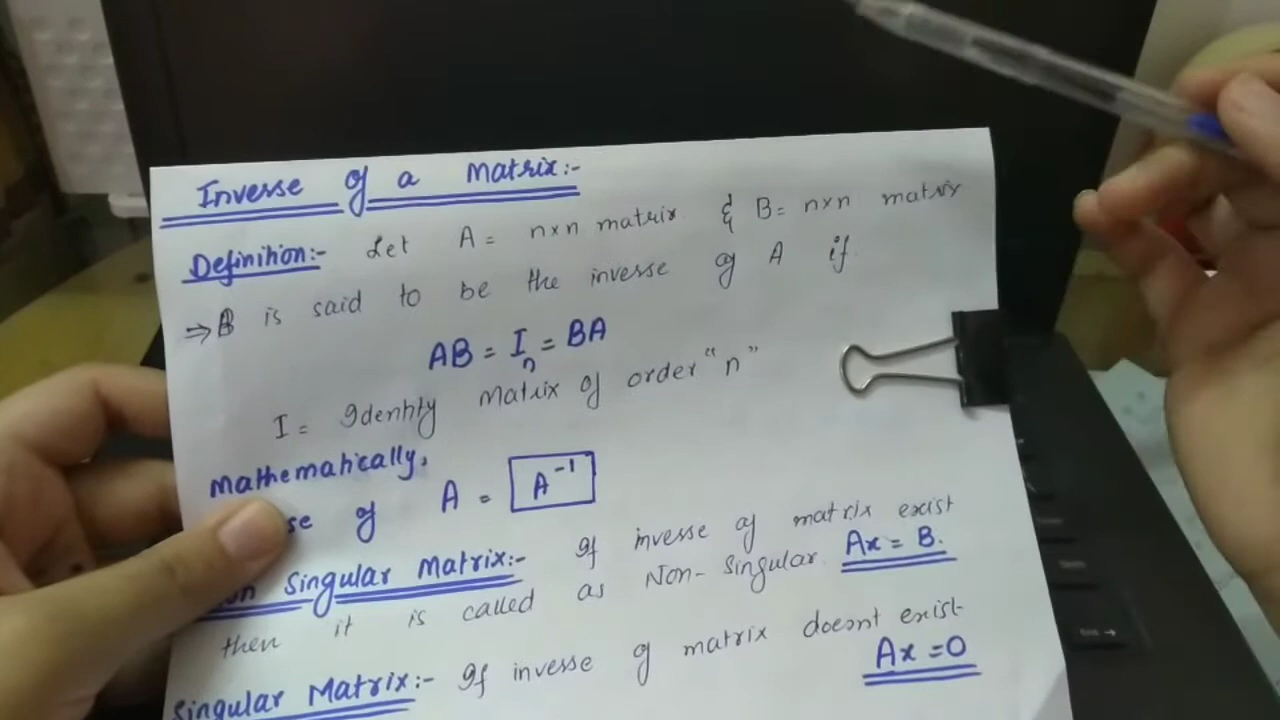 Inverse of a Matrix:-
Definition:- Let A = n×n matrix & B = n×n matrix
⇒ B is said to be the inverse of A if
AB = Iₙ = BA
I = Identity Matrix of order "n"
Mathematically,
se of A = A⁻¹
Singular Matrix:- If inverse of matrix exist
then it is called as Non-Singular. Ax = B.
Singular Matrix:- If inverse of matrix doesnt exist
Ax = 0